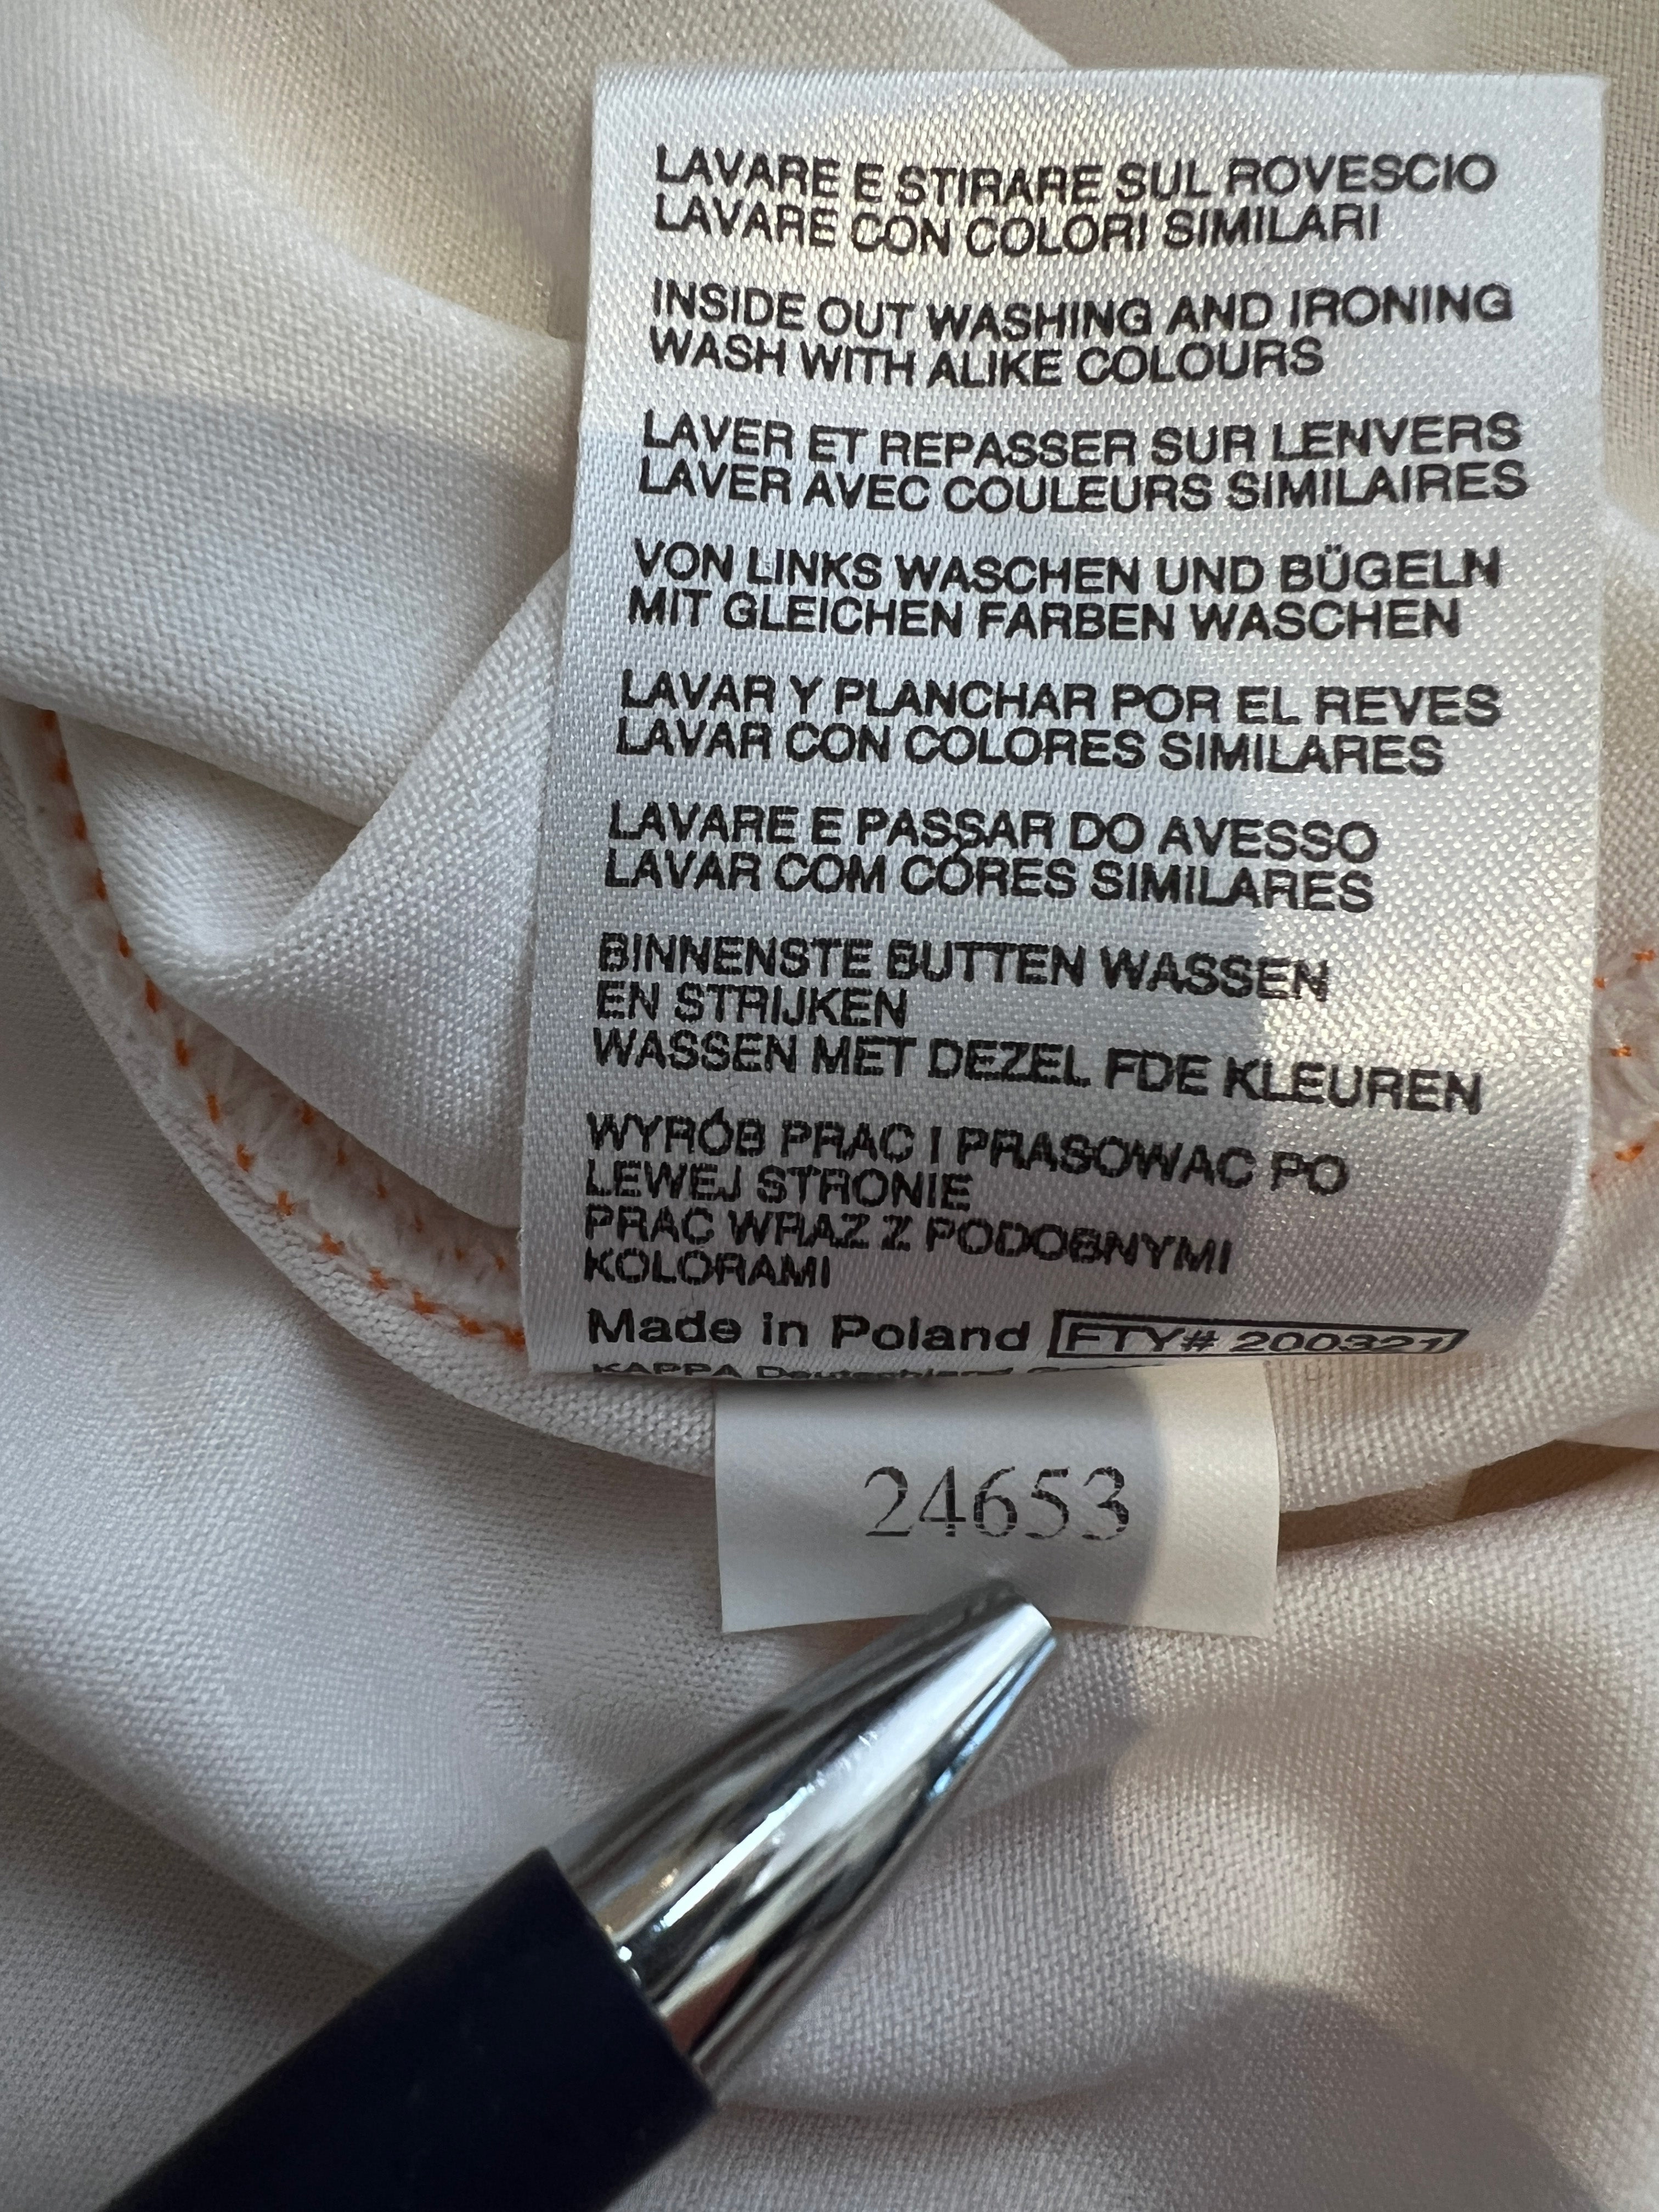 LAVARE E STIRARE SUL ROVESCIO
LAVARE CON COLORI SIMILARI
INSIDE OUT WASHING AND IRONING
WASH WITH ALIKE COLOURS
LAVER ET REPASSER SUR LENVERS
LAVER AVEC COULEURS SIMILAIRES
VON LINKS WASCHEN UND BÜGELN
MIT GLEICHEN FARBEN WASCHEN
LAVAR Y PLANCHAR POR EL REVES
LAVAR CON COLORES SIMILARES
LAVARE E PASSAR DO AVESSO
LAVAR COM CÓRES SIMILARES
BINNENSTE BUTTEN WASSEN
EN STRIJKEN
WASSEN MET DEZEL FDE KLEUREN
WYRÓB PRAC I PRASOWAC PO
LEWEJ STRONIE
PRAC WRAZ Z PODOBNYMI
KOLORAMI
Made in Poland FTY# 200321
KAPPA Deutschland
24653